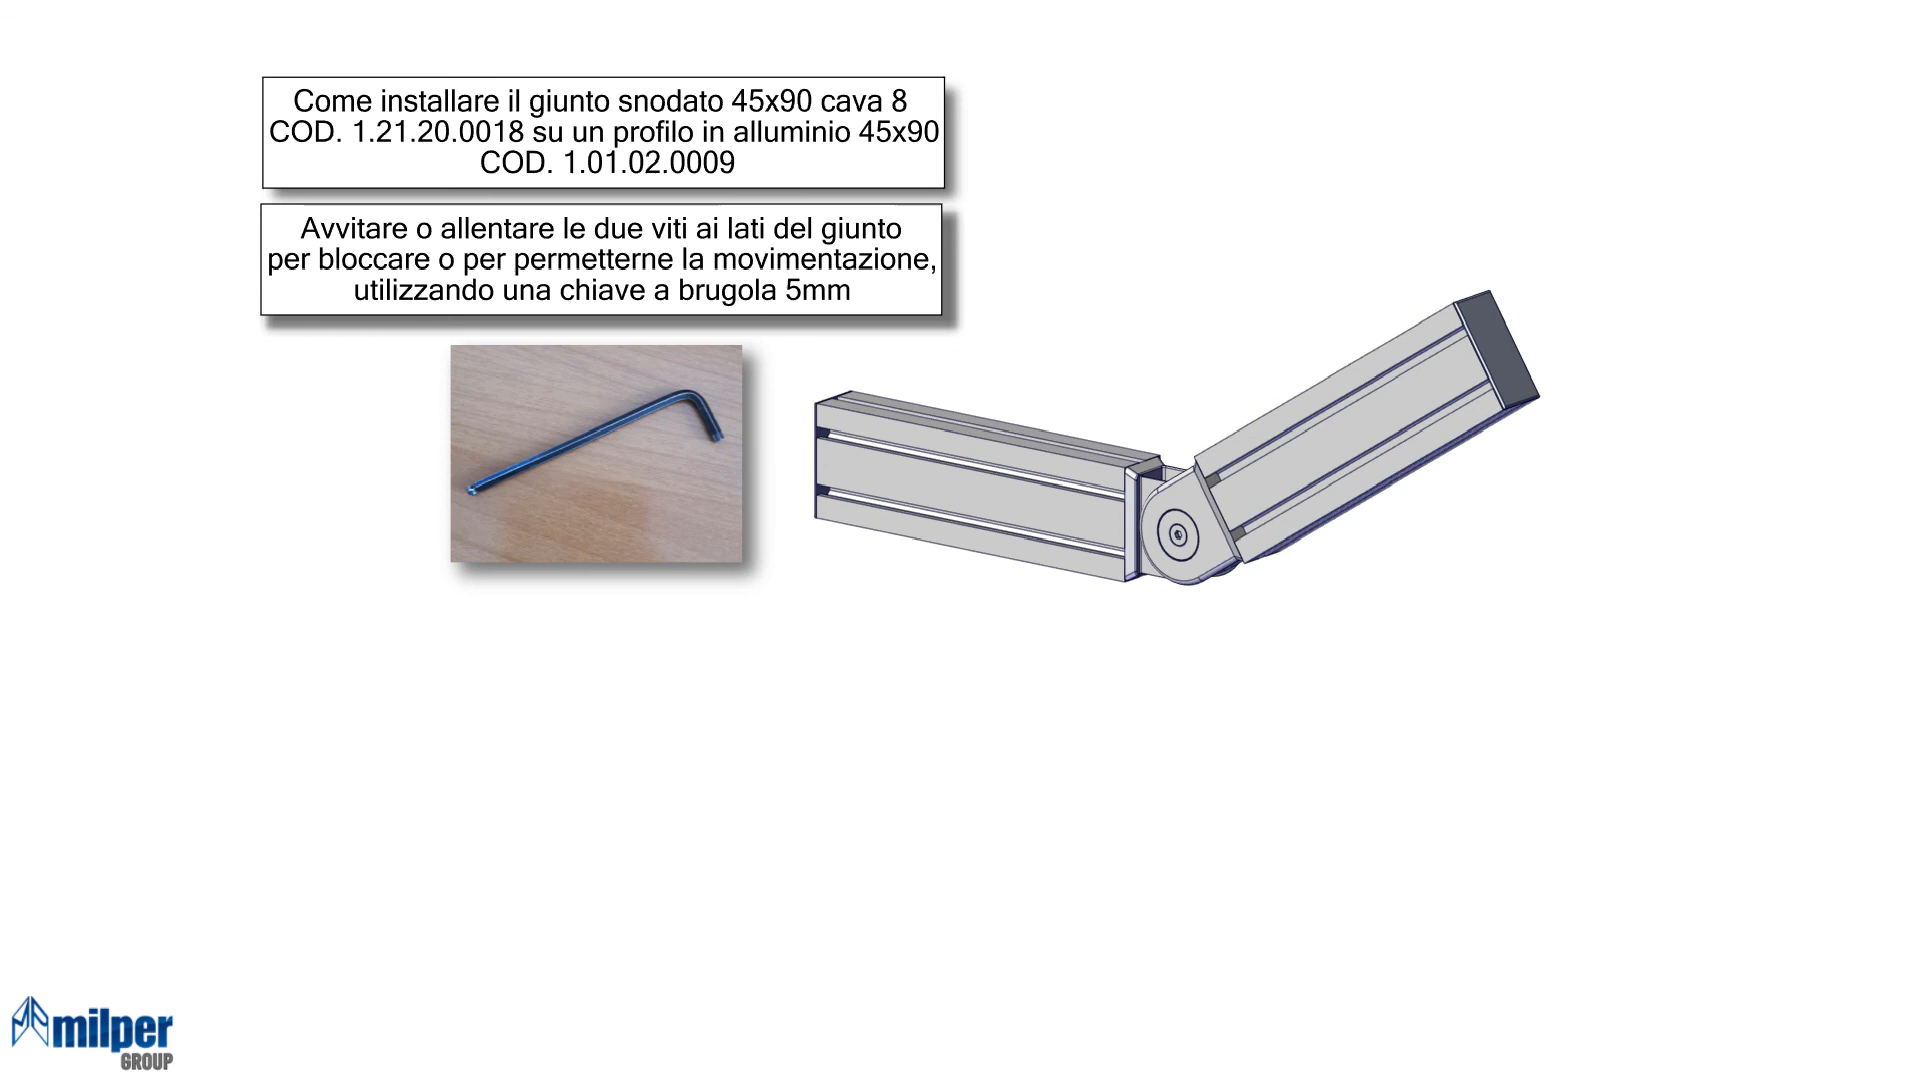 Come installare il giunto snodato 45x90 cava 8
COD. 1.21.20.0018 su un profilo in alluminio 45x90
COD. 1.01.02.0009
Avvitare o allentare le due viti ai lati del giunto
per bloccare o per permetterne la movimentazione,
utilizzando una chiave a brugola 5mm
milper
GROUP